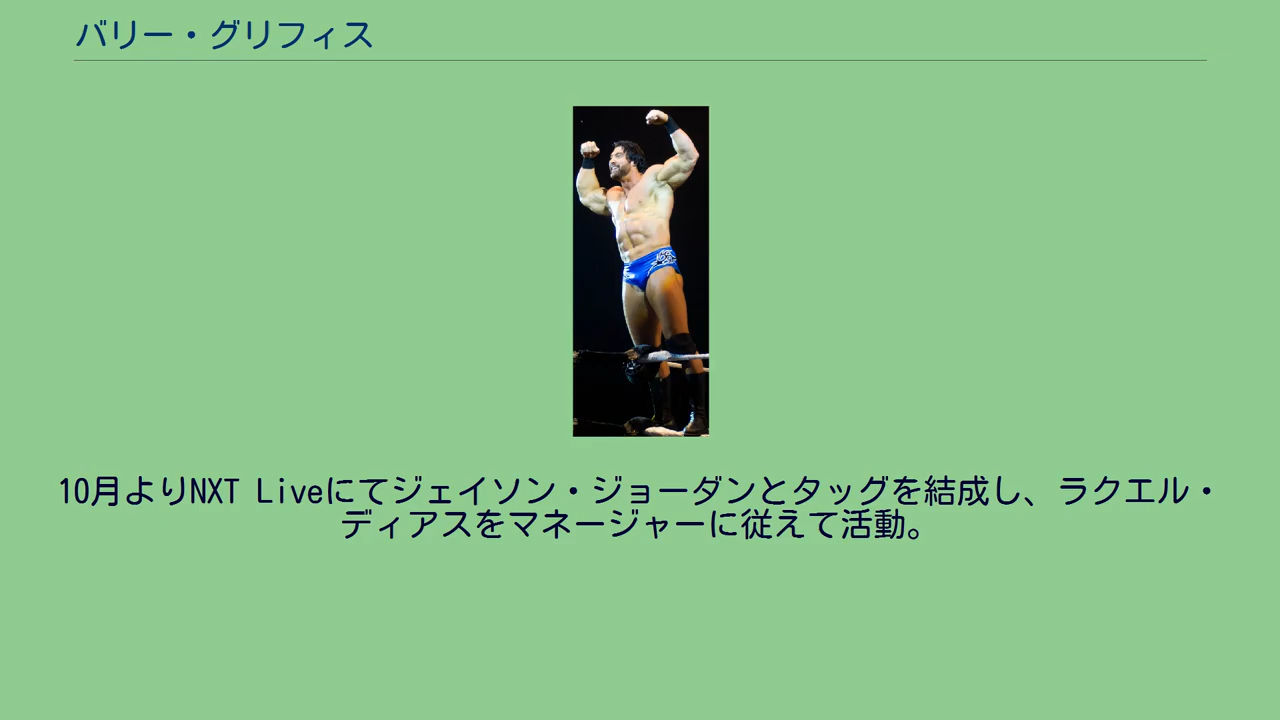 バリー・グリフィス
10月よりNXT Liveにてジェイソン・ジョーダンとタッグを結成し、ラクエル・
ディアスをマネージャーに従えて活動。